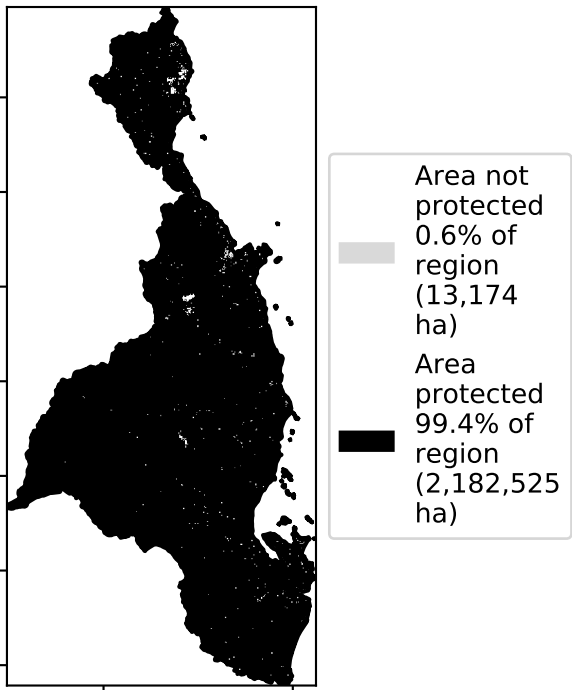 Area not
protected
0.6% of
region
(13,174
ha)
Area
protected
99.4% of
region
(2,182,525
ha)